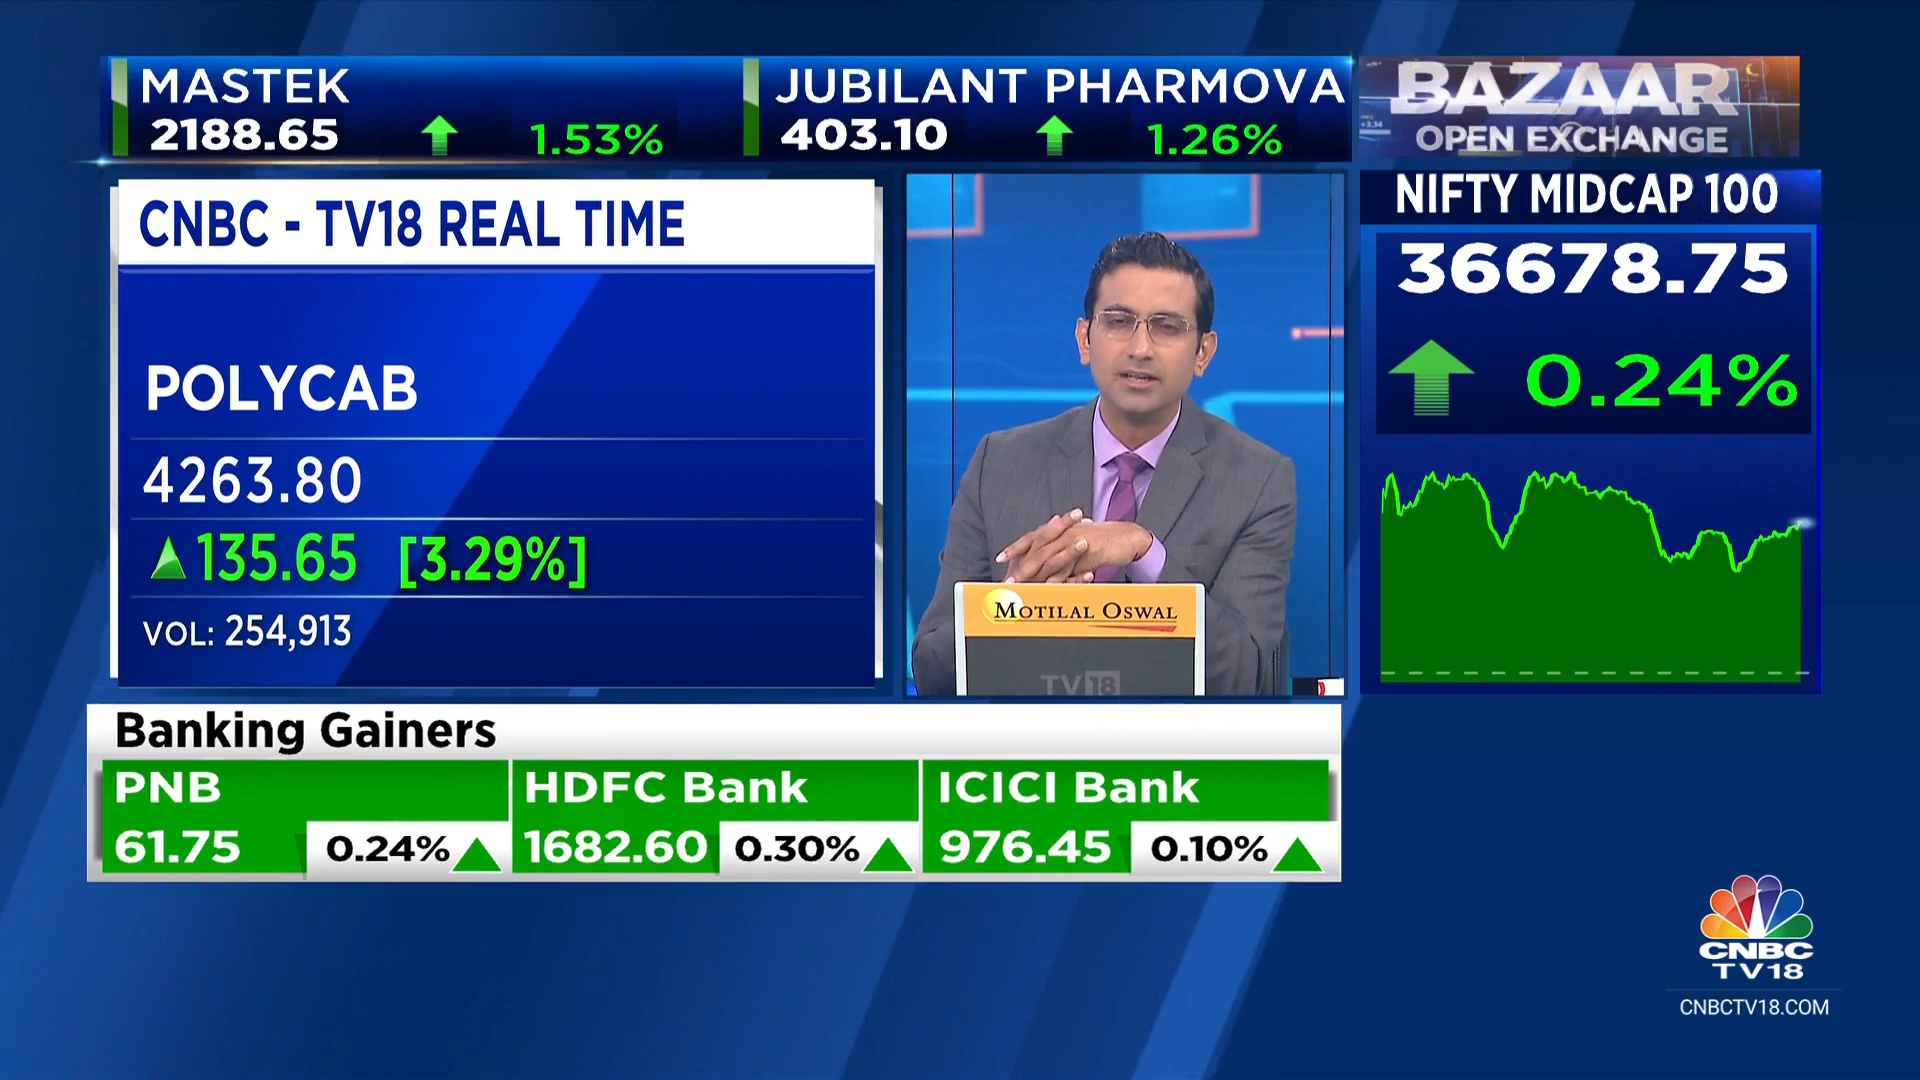 MASTEK
2188.65 1.53%
JUBILANT PHARMOVA
403.10 1.26%
BAZAAR
OPEN EXCHANGE
CNBC - TV18 REAL TIME
POLYCAB
4263.80
135.65 [3.29%]
VOL: 254,913
MOTILAL OSWAL
TV18
NIFTY MIDCAP 100
36678.75
0.24%
Banking Gainers
PNB
61.75 0.24%
HDFC Bank
1682.60 0.30%
ICICI Bank
976.45 0.10%
CNBC
TV18
CNBCTV18.COM